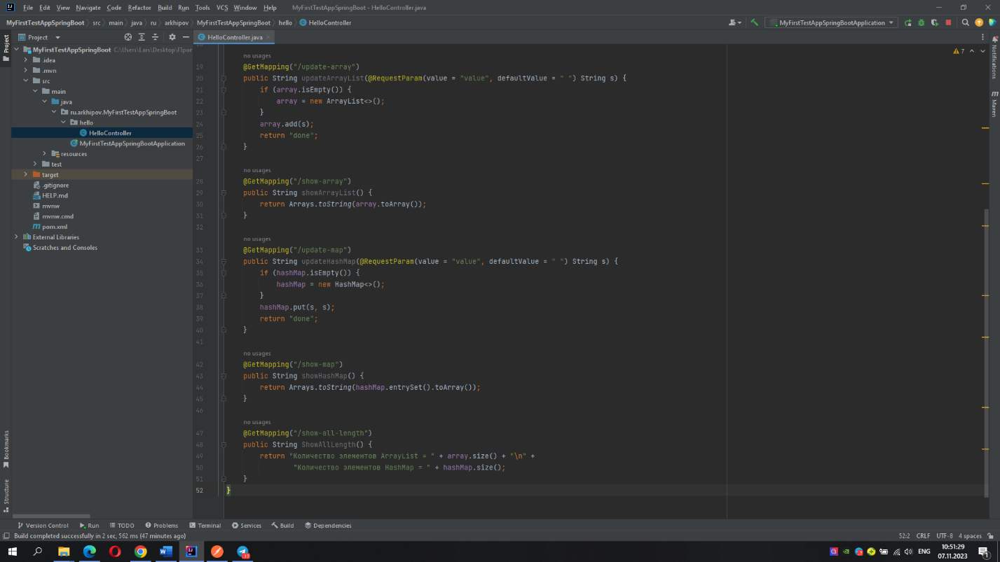 File Edit View Navigate Code Refactor Build Run Tools VCS Window Help MyFirstTestAppSpringBoot - HelloController.java
MyFirstTestAppSpringBoot src main java ru arkhipov MyFirstTestAppSpringBoot hello HelloController MyFirstTestAppSpringBootApplication
Project HelloController.java
Project
MyFirstTestAppSpringBoot C:\Users\Lars\Desktop\Прог
.idea
.mvn
src
main
java
ru.arkhipov.MyFirstTestAppSpringBoot
hello
HelloController
MyFirstTestAppSpringBootApplication
resources
test
target
.gitignore
HELP.md
mvnw
mvnw.cmd
pom.xml
External Libraries
Scratches and Consoles
Bookmarks
Structure
7
no usages
19 @GetMapping("/update-array")
20 public String updateArrayList(@RequestParam(value = "value", defaultValue = " ") String s) {
21 if (array.isEmpty()) {
22 array = new ArrayList<>();
23 }
24 array.add(s);
25 return "done";
26 }
27
no usages
28 @GetMapping("/show-array")
29 public String showArrayList() {
30 return Arrays.toString(array.toArray());
31 }
32
no usages
33 @GetMapping("/update-map")
34 public String updateHashMap(@RequestParam(value = "value", defaultValue = " ") String s) {
35 if (hashMap.isEmpty()) {
36 hashMap = new HashMap<>();
37 }
38 hashMap.put(s, s);
39 return "done";
40 }
41
no usages
42 @GetMapping("/show-map")
43 public String showHashMap() {
44 return Arrays.toString(hashMap.entrySet().toArray());
45 }
46
no usages
47 @GetMapping("/show-all-length")
48 public String ShowAllLength() {
49 return "Количество элементов ArrayList = " + array.size() + "\n" +
50 "Количество элементов HashMap = " + hashMap.size();
51 }
52 }
Notifications
Maven
Version Control Run TODO Problems Terminal Services Build Dependencies
Build completed successfully in 2 sec, 562 ms (47 minutes ago) 52:2 CRLF UTF-8 4 spaces
ENG
10:51:29
07.11.2023